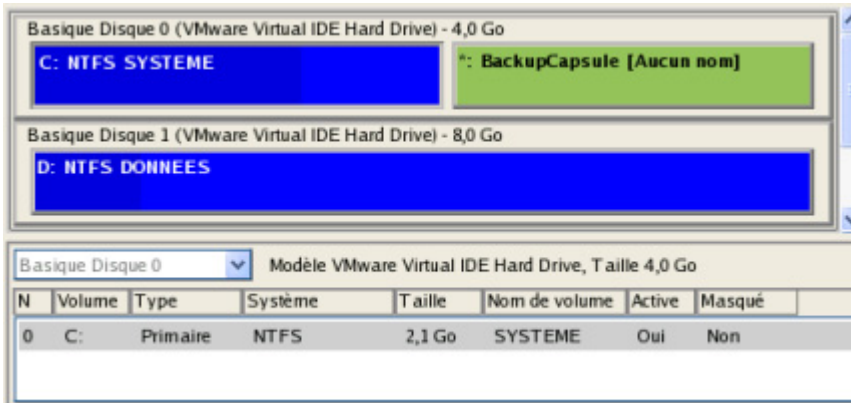 Basique Disque 0 (VMware Virtual IDE Hard Drive) - 4,0 Go
C: NTFS SYSTEME
*: BackupCapsule [Aucun nom]
Basique Disque 1 (VMware Virtual IDE Hard Drive) - 8,0 Go
D: NTFS DONNEES
Basique Disque 0 Modèle VMware Virtual IDE Hard Drive, Taille 4,0 Go
N Volume Type Système Taille Nom de volume Active Masqué
0 C: Primaire NTFS 2,1 Go SYSTEME Oui Non